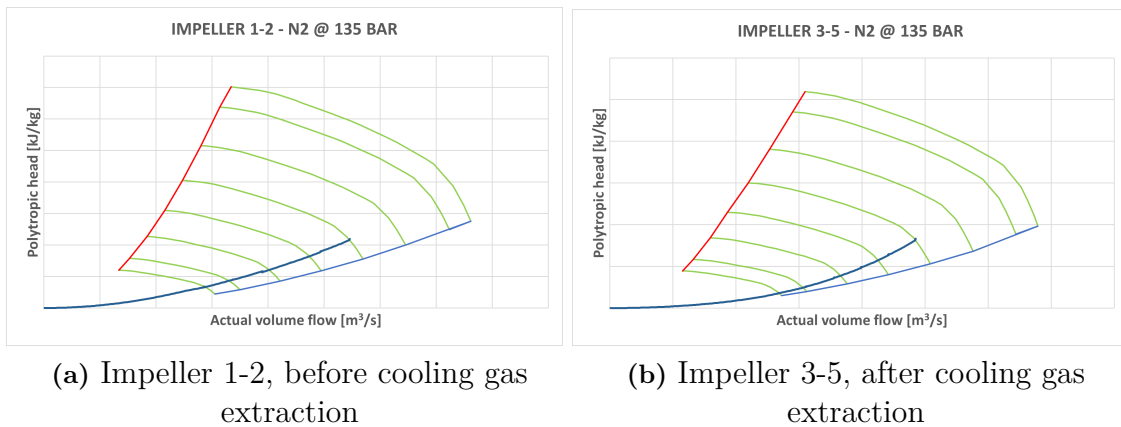 IMPELLER 1-2 - N2 @ 135 BAR
Polytropic head [kJ/kg]
Actual volume flow [m³/s]
(a) Impeller 1-2, before cooling gas
extraction
IMPELLER 3-5 - N2 @ 135 BAR
Polytropic head [kJ/kg]
Actual volume flow [m³/s]
(b) Impeller 3-5, after cooling gas
extraction